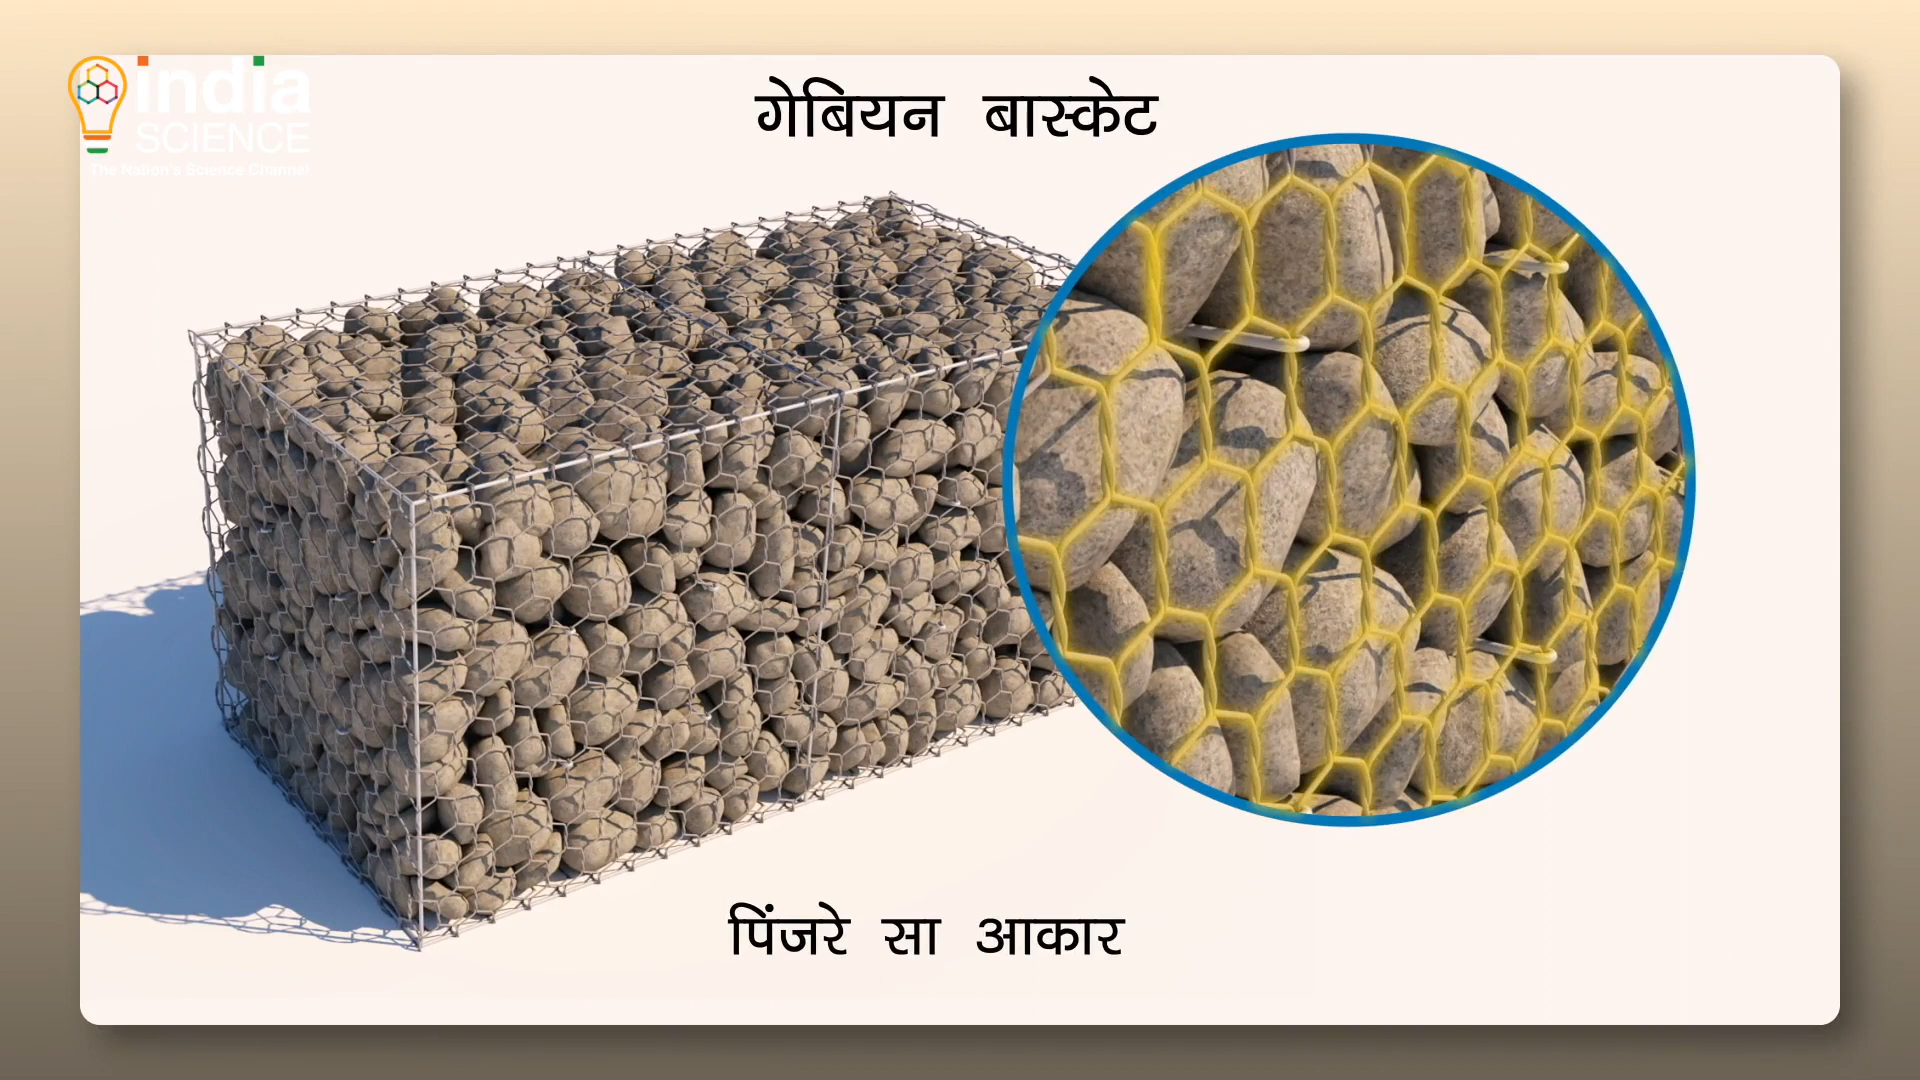 india
SCIENCE
The Nation's Science Channel
गेबियन बास्केट
पिंजरे सा आकार